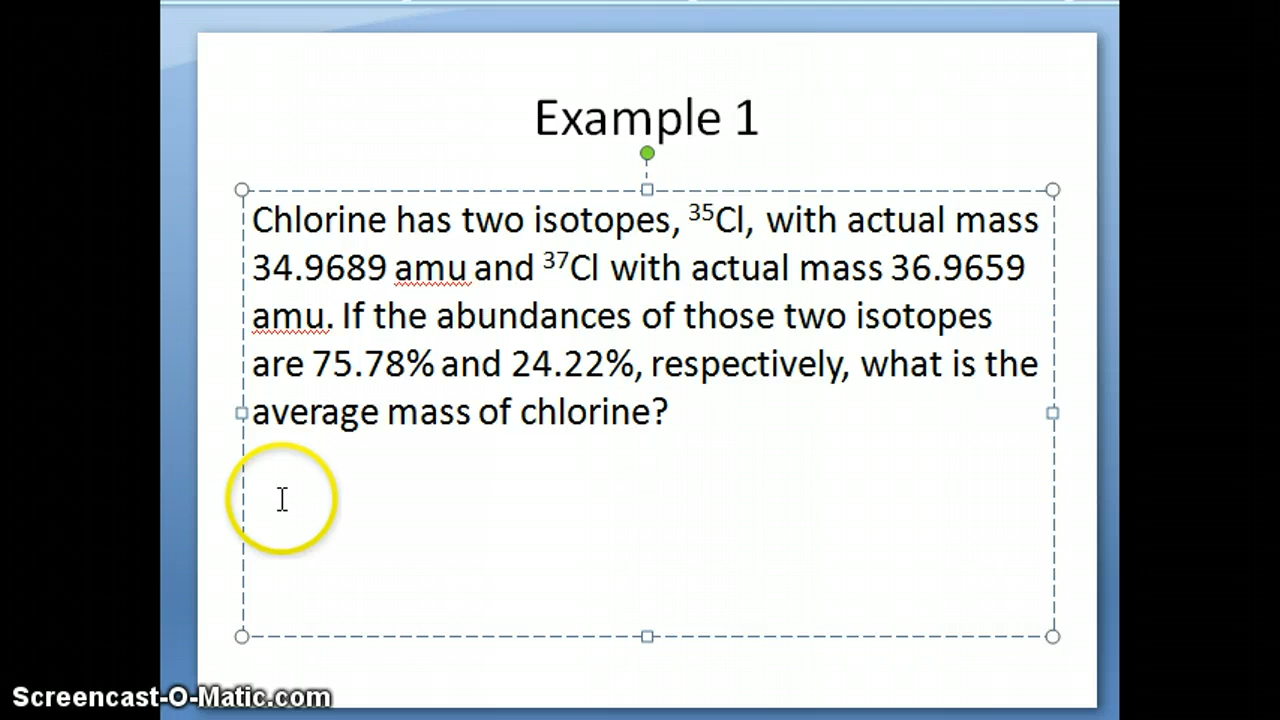 Example 1
Chlorine has two isotopes, ³⁵Cl, with actual mass
34.9689 amu and ³⁷Cl with actual mass 36.9659
amu. If the abundances of those two isotopes
are 75.78% and 24.22%, respectively, what is the
average mass of chlorine?
Screencast-O-Matic.com